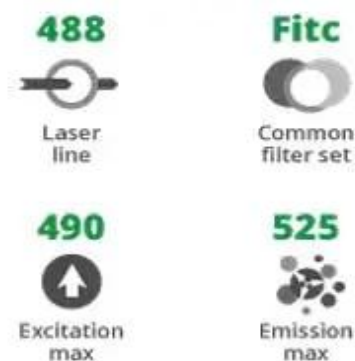 488
Fitc
Laser
line
Common
filter set
490
525
Excitation
max
Emission
max